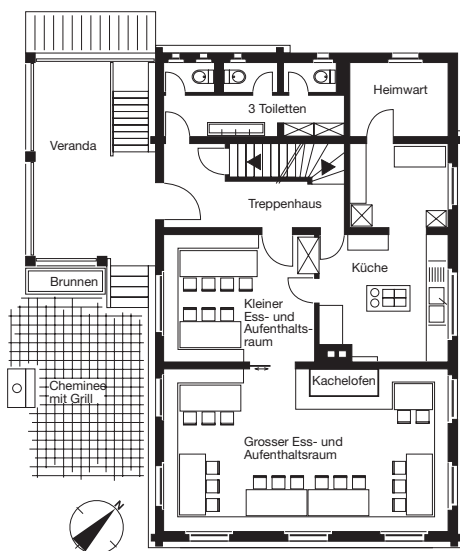 Heimwart
3 Toiletten
Veranda
Treppenhaus
Küche
Brunnen
Kleiner
Ess- und
Aufenthalts-
raum
Kachelofen
Cheminee
mit Grill
Grosser Ess- und
Aufenthaltsraum
N